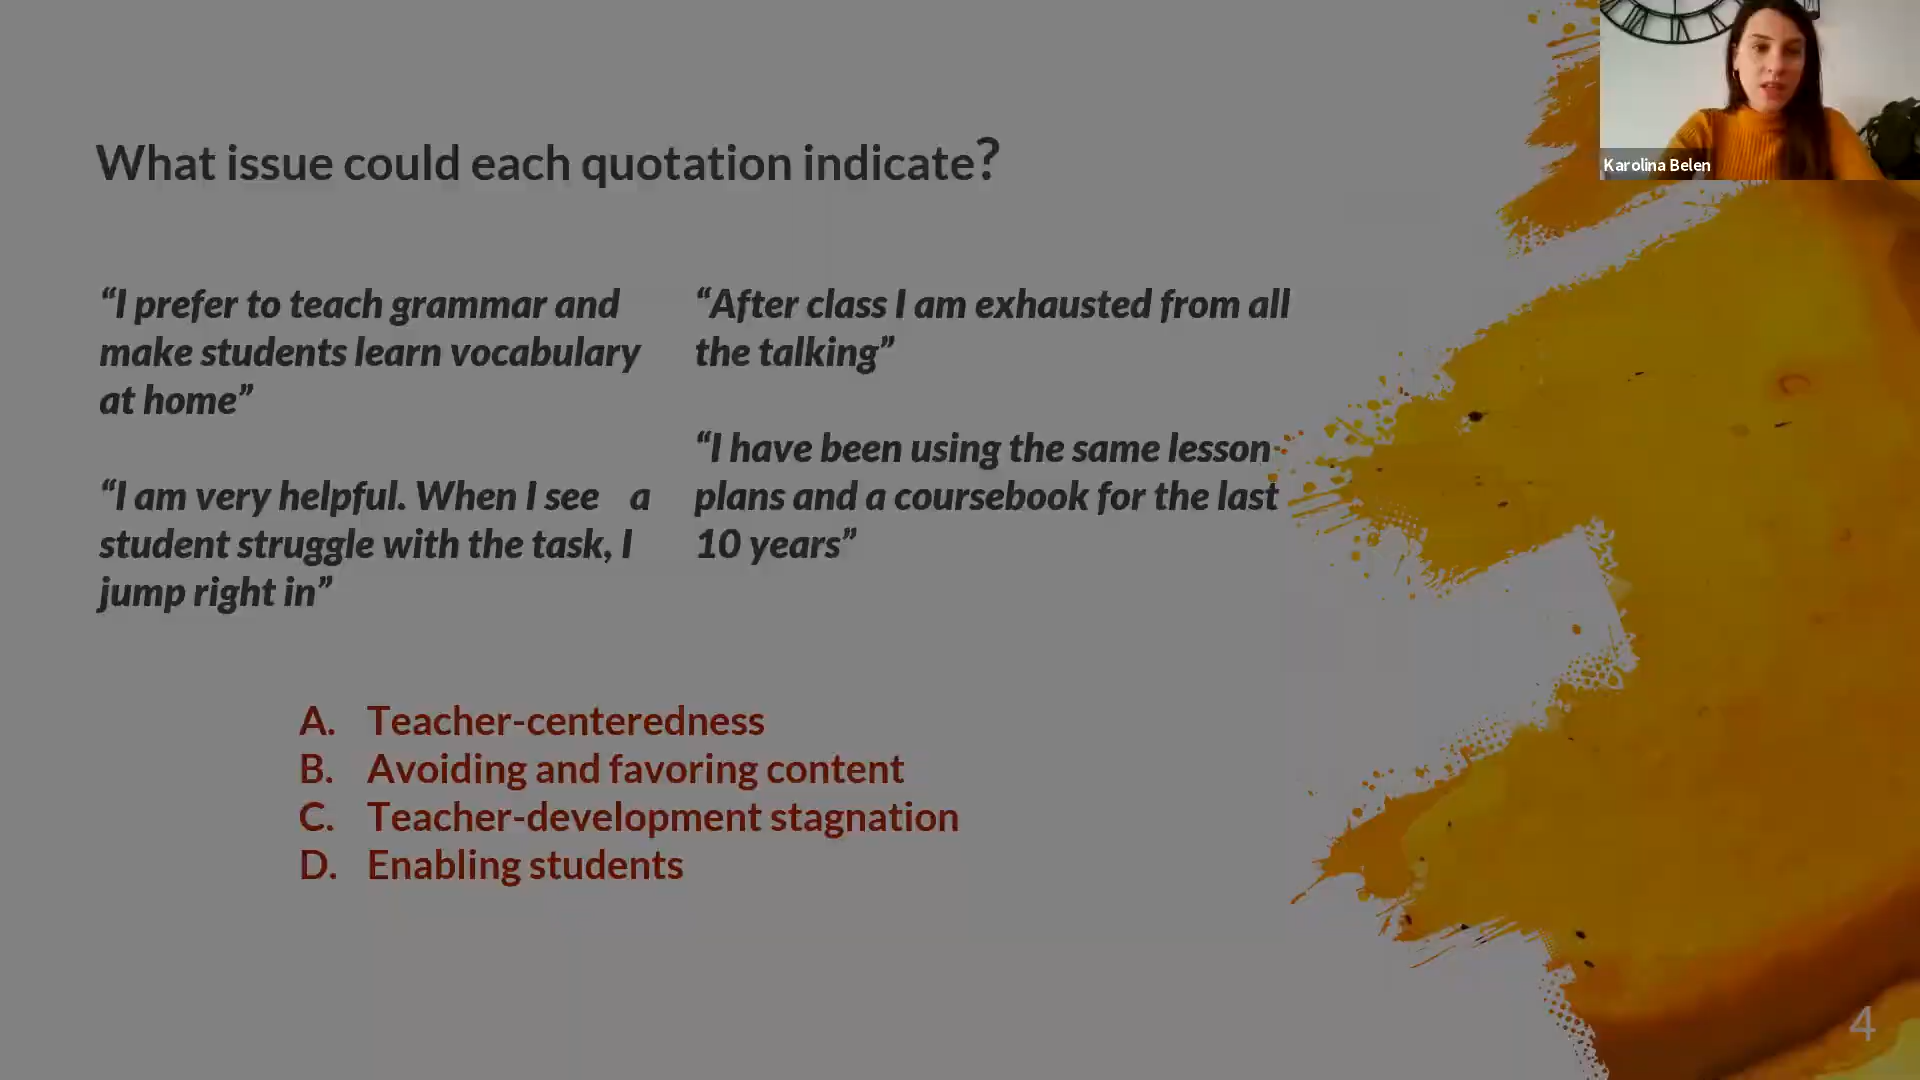 What issue could each quotation indicate?
“I prefer to teach grammar and
make students learn vocabulary
at home”
“I am very helpful. When I see a
student struggle with the task, I
jump right in”
“After class I am exhausted from all
the talking”
“I have been using the same lesson
plans and a coursebook for the last
10 years”
A. Teacher-centeredness
B. Avoiding and favoring content
C. Teacher-development stagnation
D. Enabling students
Karolina Belen
4